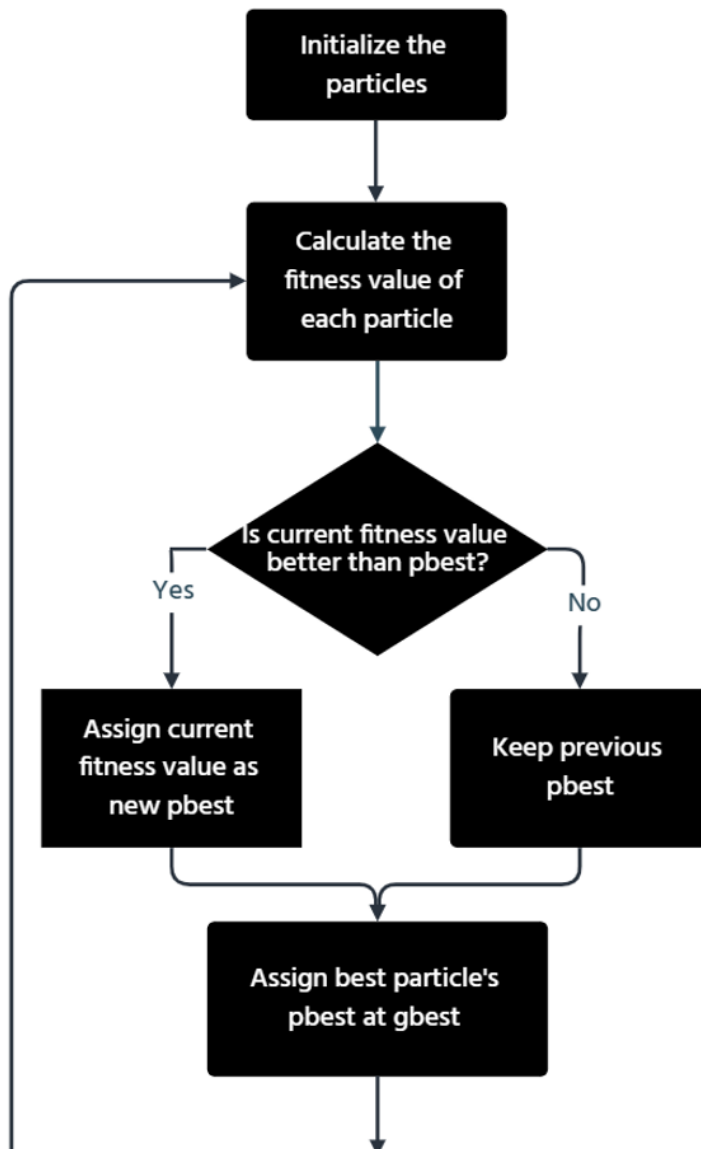 Initialize the
particles
Calculate the
fitness value of
each particle
Is current fitness value
better than pbest?
Yes
No
Assign current
fitness value as
new pbest
Keep previous
pbest
Assign best particle's
pbest at gbest